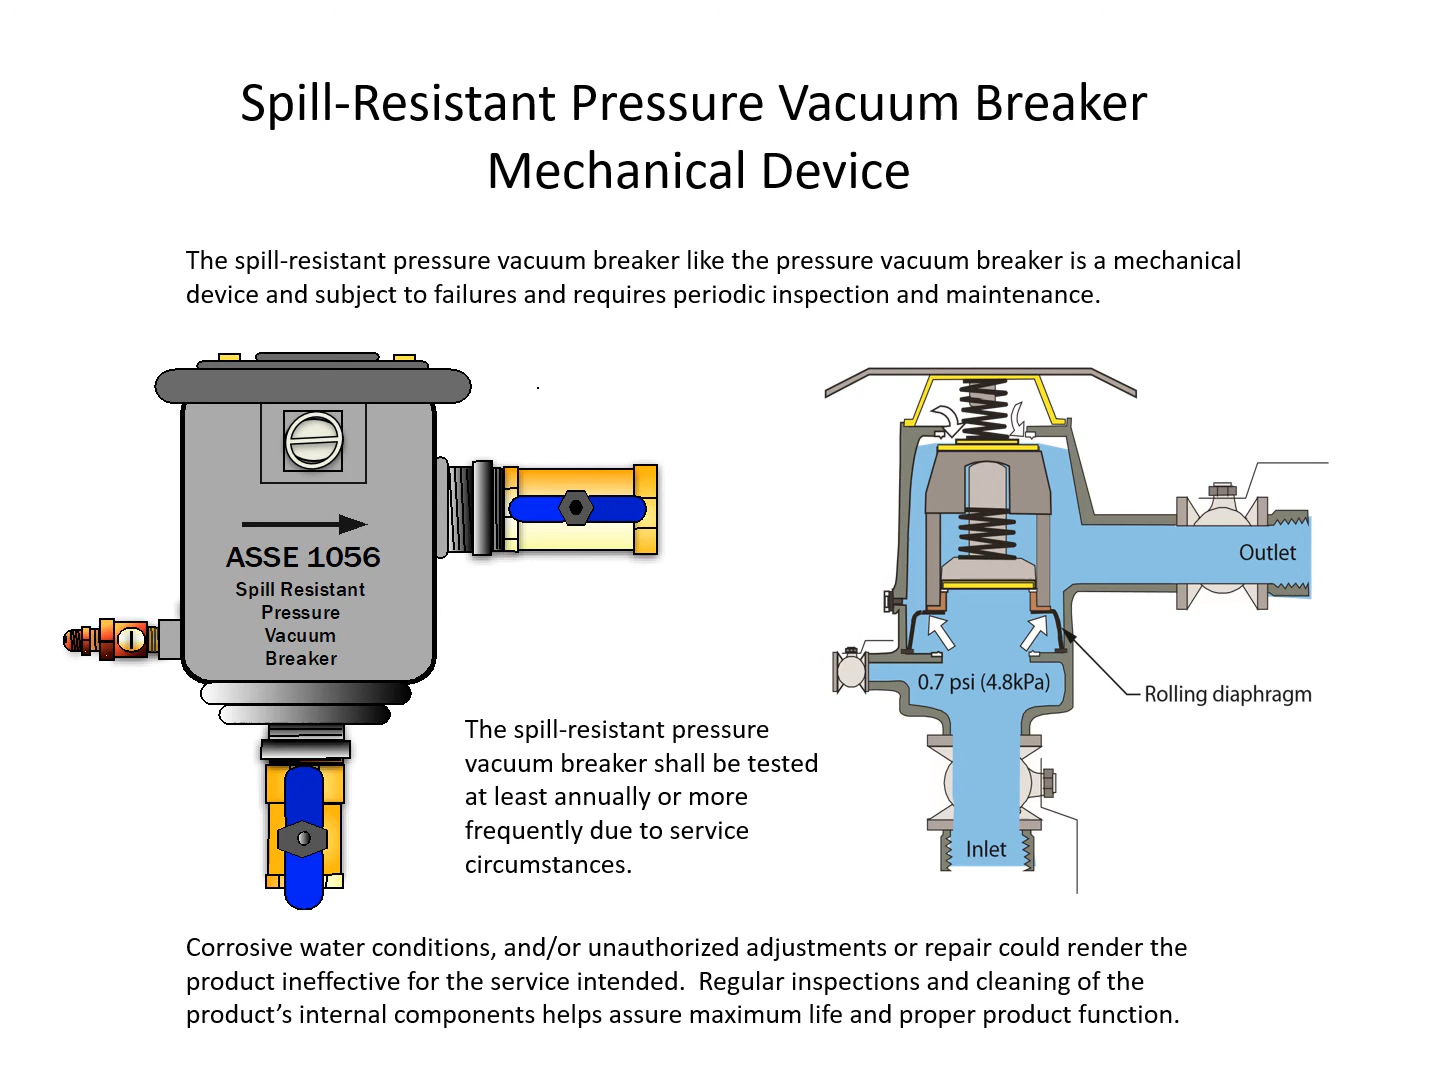 Spill-Resistant Pressure Vacuum Breaker
Mechanical Device
The spill-resistant pressure vacuum breaker like the pressure vacuum breaker is a mechanical
device and subject to failures and requires periodic inspection and maintenance.
ASSE 1056
Spill Resistant
Pressure
Vacuum
Breaker
The spill-resistant pressure
vacuum breaker shall be tested
at least annually or more
frequently due to service
circumstances.
Outlet
0.7 psi (4.8kPa)
Rolling diaphragm
Inlet
Corrosive water conditions, and/or unauthorized adjustments or repair could render the
product ineffective for the service intended.  Regular inspections and cleaning of the
product’s internal components helps assure maximum life and proper product function.